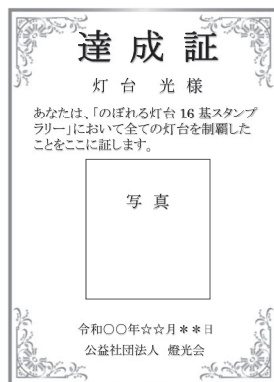 達成証
灯台 光様
あなたは、「のぼれる灯台16基スタンプ
ラリー」において全ての灯台を制覇した
ことをここに証します。
写真
令和〇〇年☆☆月＊＊日
公益社団法人 燈光会